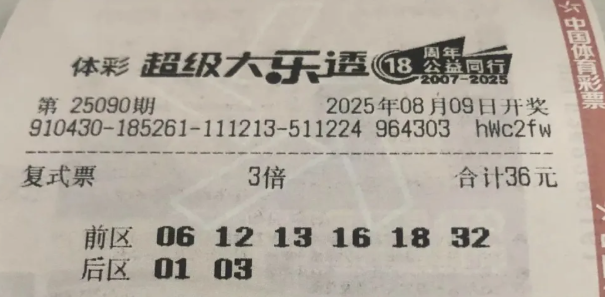 体彩 超级大乐透 18 周年 公益同行 2007-2025
第 25090期 2025年08月09日开奖
910430-185261-111213-511224 964303 hWc2fw
复式票 3倍 合计36元
前区 06 12 13 16 18 32
后区 01 03
中国体育彩票